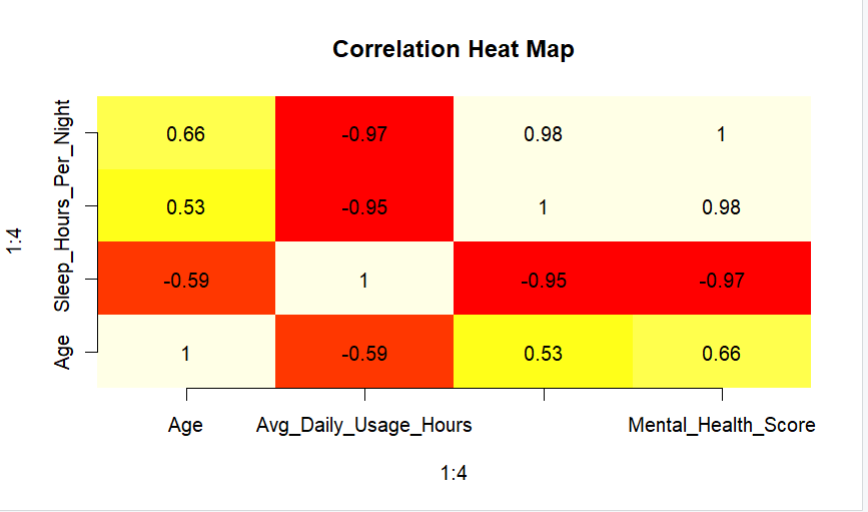 Correlation Heat Map
0.66 -0.97 0.98 1
0.53 -0.95 1 0.98
-0.59 1 -0.95 -0.97
1 -0.59 0.53 0.66
Age Sleep_Hours_Per_Night
1:4
Age Avg_Daily_Usage_Hours Mental_Health_Score
1:4